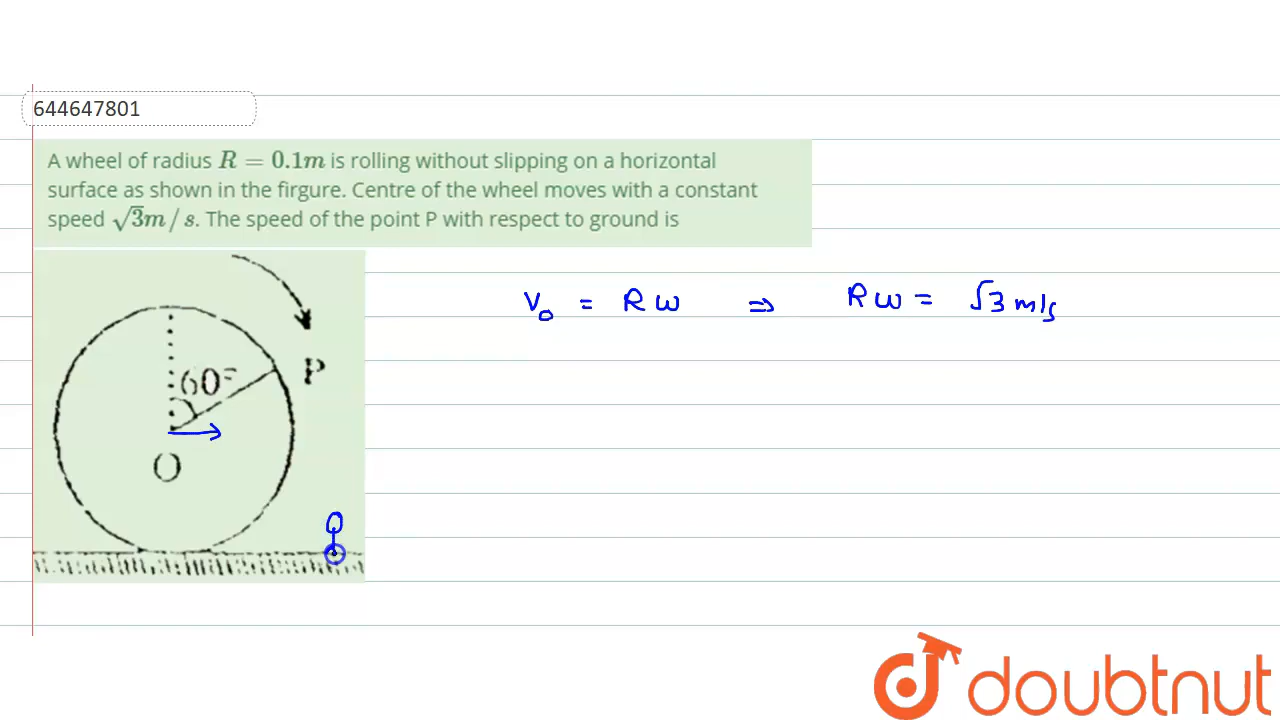 644647801
A wheel of radius R = 0.1m is rolling without slipping on a horizontal
surface as shown in the firgure. Centre of the wheel moves with a constant
speed √3m/s. The speed of the point P with respect to ground is
V₀ = Rω ⇒ Rω = √3 m/s
60°
P
O
doubtnut